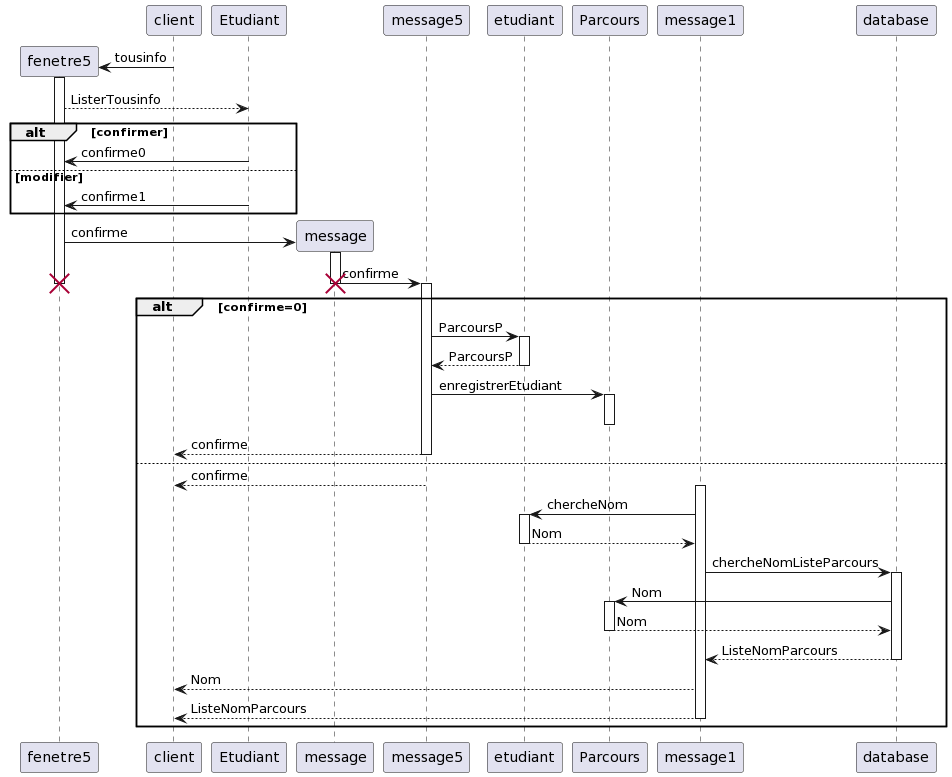 client Etudiant message5 etudiant Parcours message1 database
fenetre5
tousinfo
ListerTousinfo
alt [confirmer]
confirme0
[modifier]
confirme1
confirme
message
confirme
alt [confirme=0]
ParcoursP
ParcoursP
enregistrerEtudiant
confirme
confirme
chercheNom
Nom
chercheNomListeParcours
Nom
Nom
ListeNomParcours
Nom
ListeNomParcours
fenetre5 client Etudiant message message5 etudiant Parcours message1 database